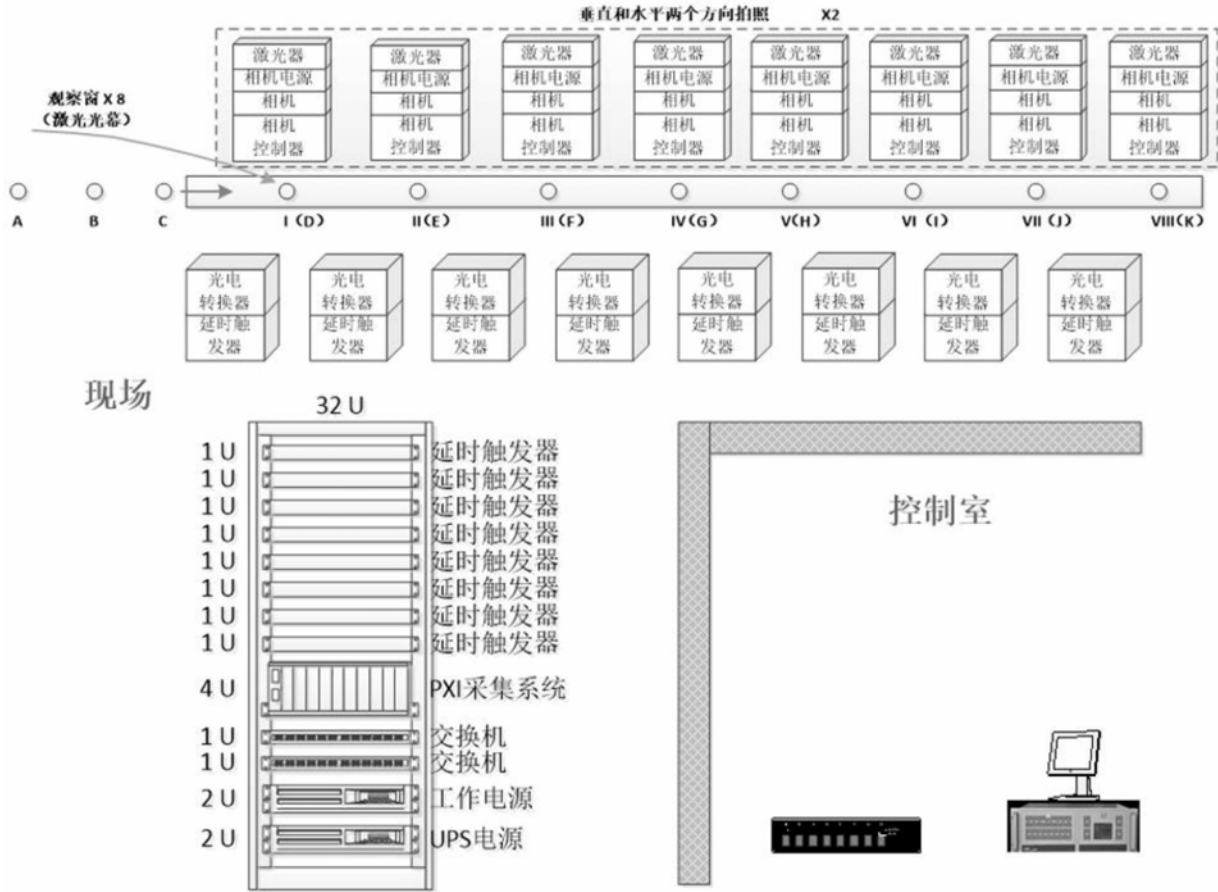 垂直和水平两个方向拍照 X2
激光器 激光器 激光器 激光器 激光器 激光器 激光器 激光器
相机电源 相机电源 相机电源 相机电源 相机电源 相机电源 相机电源 相机电源
相机 相机 相机 相机 相机 相机 相机 相机
相机 相机 相机 相机 相机 相机 相机 相机
控制器 控制器 控制器 控制器 控制器 控制器 控制器 控制器
观察窗 X 8
（激光光幕）
A B C I（D） II(E) III（F） IV(G) V(H) VI（I） VII（J） VIII(K)
光电 光电 光电 光电 光电 光电 光电 光电
转换器 转换器 转换器 转换器 转换器 转换器 转换器 转换器
延时触 延时触 延时触 延时触 延时触 延时触 延时触 延时触
发器 发器 发器 发器 发器 发器 发器 发器
现场
32 U
1 U 延时触发器
1 U 延时触发器
1 U 延时触发器
1 U 延时触发器
1 U 延时触发器
1 U 延时触发器
1 U 延时触发器
1 U 延时触发器
4 U PXI采集系统
1 U 交换机
1 U 交换机
2 U 工作电源
2 U UPS电源
控制室